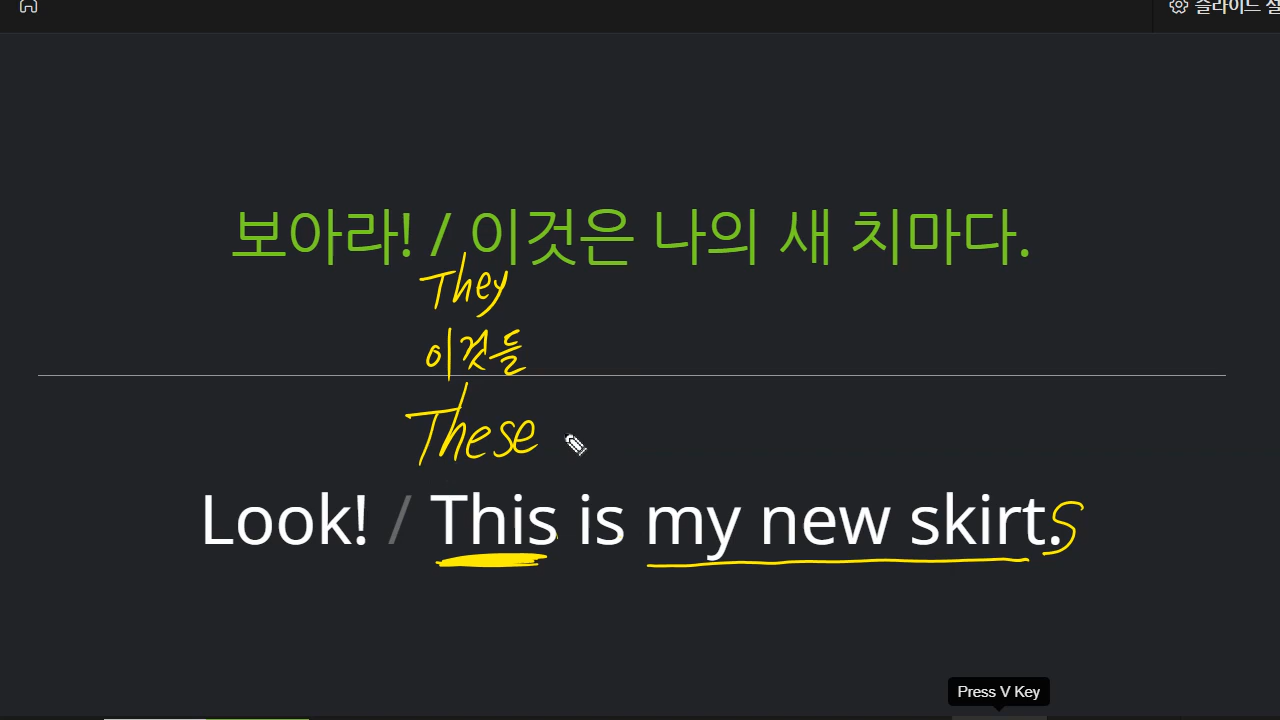 슬라이드 설
보아라! / 이것은 나의 새 치마다.
They
이것들
These
Look! / This is my new skirt.s
Press V Key